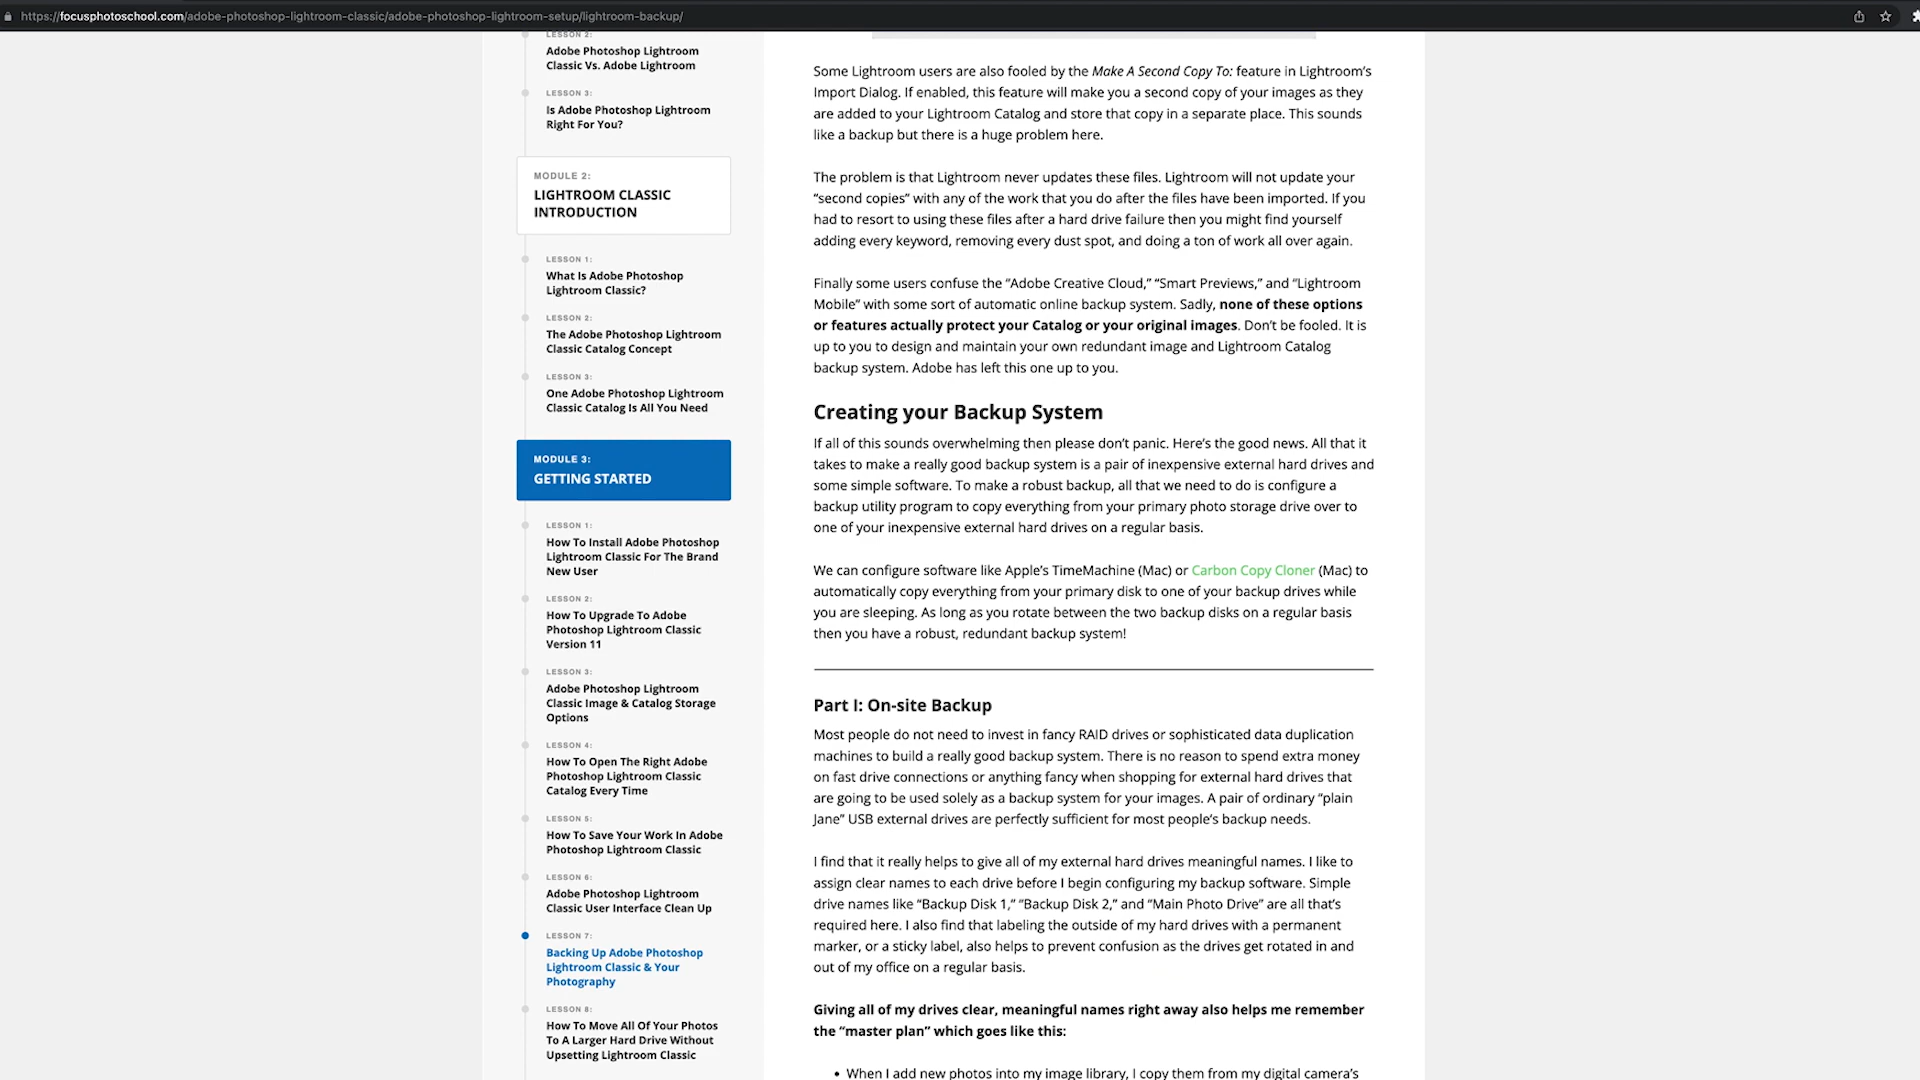 https://focusphotoschool.com/adobe-photoshop-lightroom-classic/adobe-photoshop-lightroom-setup/lightroom-backup/
LESSON 2:
Adobe Photoshop Lightroom
Classic Vs. Adobe Lightroom
LESSON 3:
Is Adobe Photoshop Lightroom
Right For You?
MODULE 2:
LIGHTROOM CLASSIC
INTRODUCTION
LESSON 1:
What Is Adobe Photoshop
Lightroom Classic?
LESSON 2:
The Adobe Photoshop Lightroom
Classic Catalog Concept
LESSON 3:
One Adobe Photoshop Lightroom
Classic Catalog Is All You Need
MODULE 3:
GETTING STARTED
LESSON 1:
How To Install Adobe Photoshop
Lightroom Classic For The Brand
New User
LESSON 2:
How To Upgrade To Adobe
Photoshop Lightroom Classic
Version 11
LESSON 3:
Adobe Photoshop Lightroom
Classic Image & Catalog Storage
Options
LESSON 4:
How To Open The Right Adobe
Photoshop Lightroom Classic
Catalog Every Time
LESSON 5:
How To Save Your Work In Adobe
Photoshop Lightroom Classic
LESSON 6:
Adobe Photoshop Lightroom
Classic User Interface Clean Up
LESSON 7:
Backing Up Adobe Photoshop
Lightroom Classic & Your
Photography
LESSON 8:
How To Move All Of Your Photos
To A Larger Hard Drive Without
Upsetting Lightroom Classic
Some Lightroom users are also fooled by the Make A Second Copy To: feature in Lightroom’s
Import Dialog. If enabled, this feature will make you a second copy of your images as they
are added to your Lightroom Catalog and store that copy in a separate place. This sounds
like a backup but there is a huge problem here.
The problem is that Lightroom never updates these files. Lightroom will not update your
“second copies” with any of the work that you do after the files have been imported. If you
had to resort to using these files after a hard drive failure then you might find yourself
adding every keyword, removing every dust spot, and doing a ton of work all over again.
Finally some users confuse the “Adobe Creative Cloud,” “Smart Previews,” and “Lightroom
Mobile” with some sort of automatic online backup system. Sadly, none of these options
or features actually protect your Catalog or your original images. Don’t be fooled. It is
up to you to design and maintain your own redundant image and Lightroom Catalog
backup system. Adobe has left this one up to you.
Creating your Backup System
If all of this sounds overwhelming then please don’t panic. Here’s the good news. All that it
takes to make a really good backup system is a pair of inexpensive external hard drives and
some simple software. To make a robust backup, all that we need to do is configure a
backup utility program to copy everything from your primary photo storage drive over to
one of your inexpensive external hard drives on a regular basis.
We can configure software like Apple’s TimeMachine (Mac) or Carbon Copy Cloner (Mac) to
automatically copy everything from your primary disk to one of your backup drives while
you are sleeping. As long as you rotate between the two backup disks on a regular basis
then you have a robust, redundant backup system!
Part I: On-site Backup
Most people do not need to invest in fancy RAID drives or sophisticated data duplication
machines to build a really good backup system. There is no reason to spend extra money
on fast drive connections or anything fancy when shopping for external hard drives that
are going to be used solely as a backup system for your images. A pair of ordinary “plain
Jane” USB external drives are perfectly sufficient for most people’s backup needs.
I find that it really helps to give all of my external hard drives meaningful names. I like to
assign clear names to each drive before I begin configuring my backup software. Simple
drive names like “Backup Disk 1,” “Backup Disk 2,” and “Main Photo Drive” are all that’s
required here. I also find that labeling the outside of my hard drives with a permanent
marker, or a sticky label, also helps to prevent confusion as the drives get rotated in and
out of my office on a regular basis.
Giving all of my drives clear, meaningful names right away also helps me remember
the “master plan” which goes like this:
• When I add new photos into my image library, I copy them from my digital camera’s